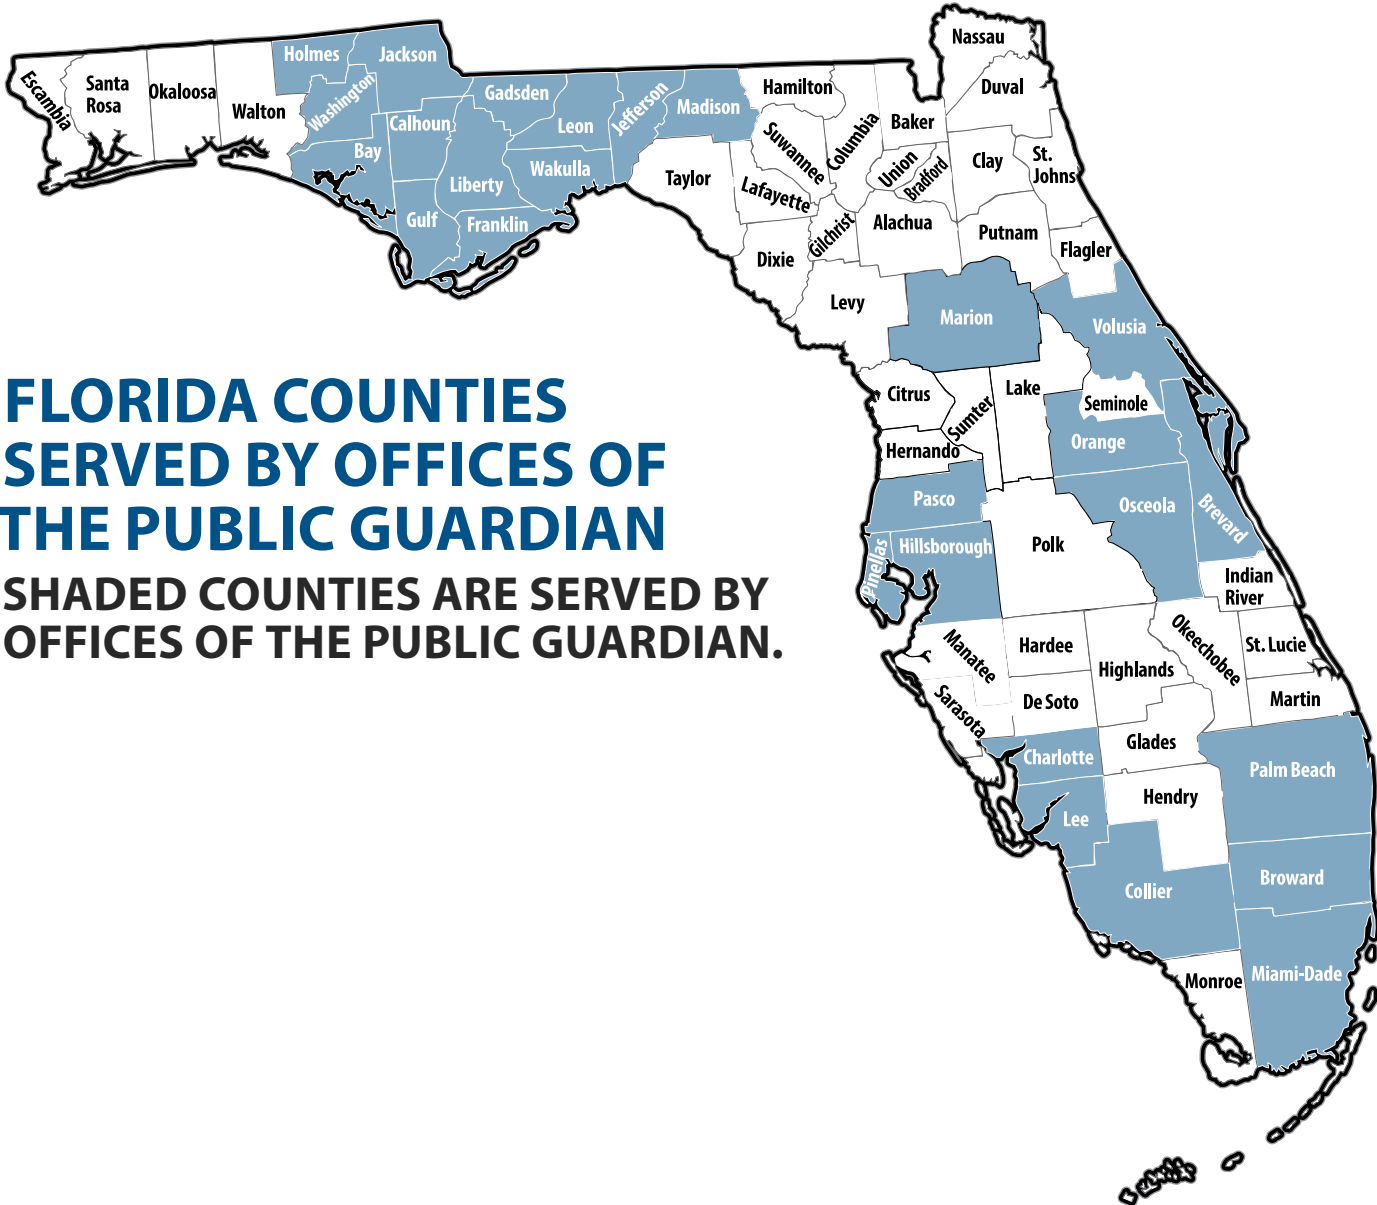 Nassau
Holmes
Jackson
Escambia
Santa
Rosa
Okaloosa
Walton
Washington
Gadsden
Jefferson
Madison
Hamilton
Duval
Calhoun
Leon
Suwannee
Columbia
Baker
Bay
Liberty
Wakulla
Taylor
Lafayette
Union
Bradford
Clay
St.
Johns
Gulf
Franklin
Dixie
Gilchrist
Alachua
Putnam
Flagler
Levy
Marion
Volusia
FLORIDA COUNTIES
SERVED BY OFFICES OF
THE PUBLIC GUARDIAN
SHADED COUNTIES ARE SERVED BY
OFFICES OF THE PUBLIC GUARDIAN.
Citrus
Sumter
Lake
Seminole
Hernando
Orange
Pasco
Osceola
Brevard
Pinellas
Hillsborough
Polk
Indian
River
Manatee
Hardee
Highlands
Okeechobee
St. Lucie
Sarasota
De Soto
Martin
Charlotte
Glades
Palm Beach
Lee
Hendry
Collier
Broward
Monroe
Miami-Dade